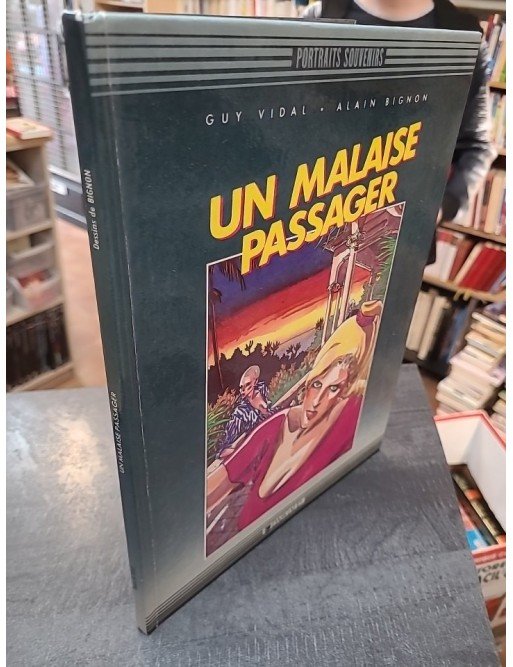 PORTRAITS SOUVENIRS
GUY VIDAL • ALAIN BIGNON
UN MALAISE
PASSAGER
Dessins de BIGNON
UN MALAISE PASSAGER